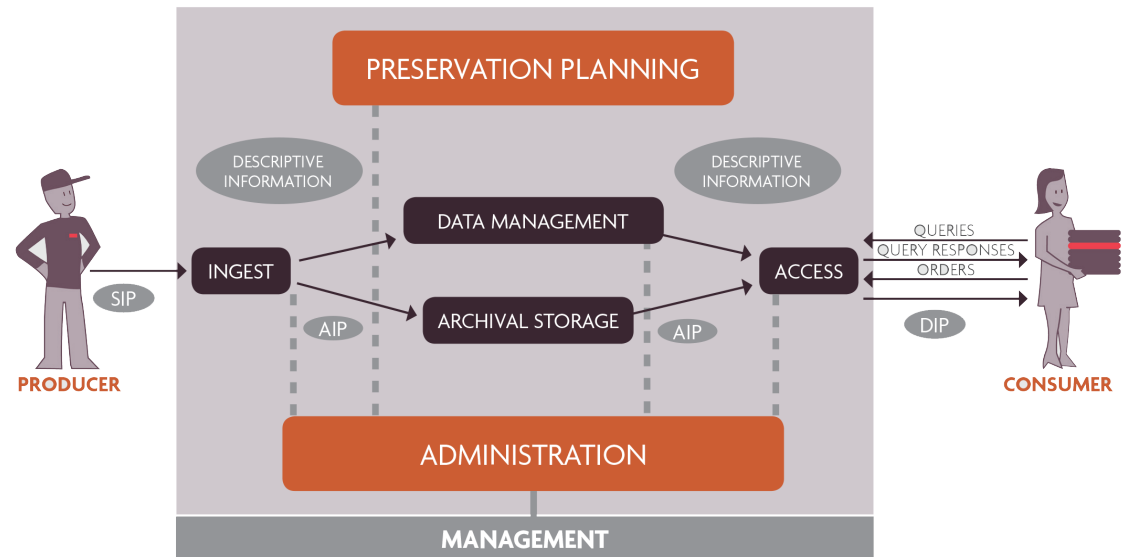 PRESERVATION PLANNING
DESCRIPTIVE
INFORMATION
DESCRIPTIVE
INFORMATION
DATA MANAGEMENT
QUERIES
QUERY RESPONSES
ORDERS
INGEST
ACCESS
SIP
AIP
ARCHIVAL STORAGE
AIP
DIP
PRODUCER
CONSUMER
ADMINISTRATION
MANAGEMENT